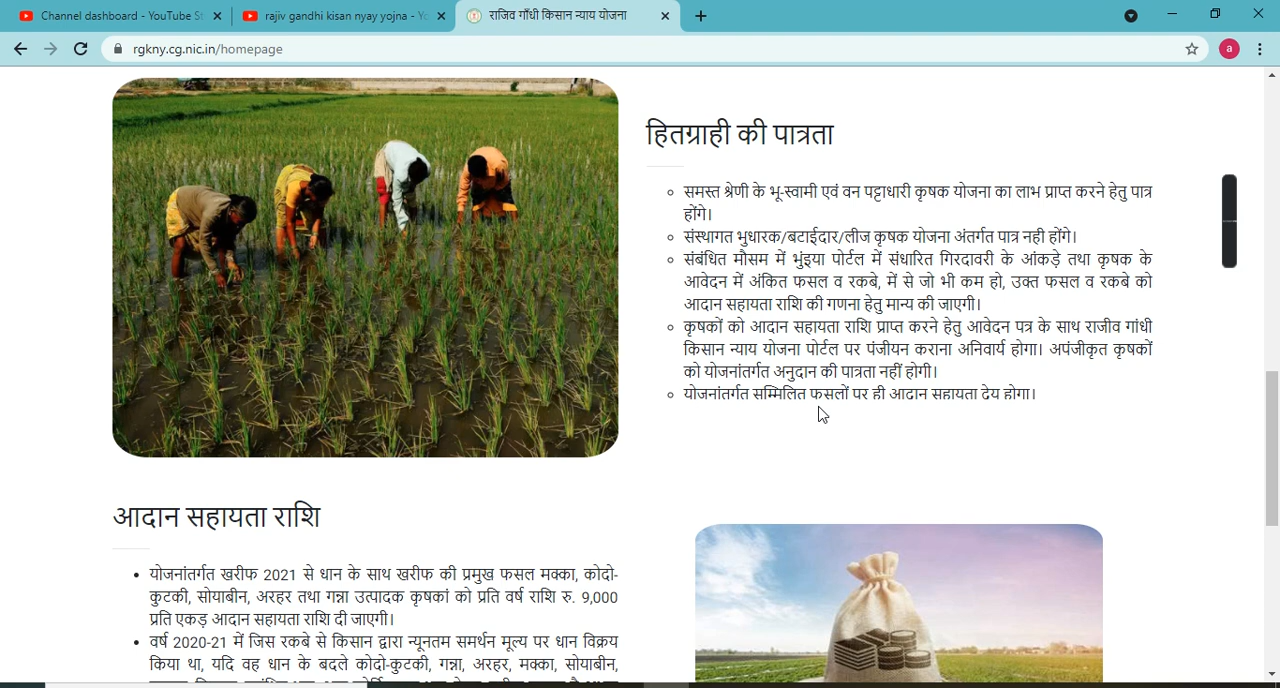 Channel dashboard - YouTube St
rajiv gandhi kisan nyay yojna - Yo
राजिव गाँधी किसान न्याय योजना
rgkny.cg.nic.in/homepage
a
हितग्राही की पात्रता
समस्त श्रेणी के भू-स्वामी एवं वन पट्टाधारी कृषक योजना का लाभ प्राप्त करने हेतु पात्र
होंगे।
संस्थागत भुधारक/बटाईदार/लीज कृषक योजना अंतर्गत पात्र नही होंगे।
संबंधित मौसम में भुंइया पोर्टल में संधारित गिरदावरी के आंकड़े तथा कृषक के
आवेदन में अंकित फसल व रकबे, में से जो भी कम हो, उक्त फसल व रकबे को
आदान सहायता राशि की गणना हेतु मान्य की जाएगी।
कृषकों को आदान सहायता राशि प्राप्त करने हेतु आवेदन पत्र के साथ राजीव गांधी
किसान न्याय योजना पोर्टल पर पंजीयन कराना अनिवार्य होगा। अपंजीकृत कृषकों
को योजनांतर्गत अनुदान की पात्रता नहीं होगी।
योजनांतर्गत सम्मिलित फसलों पर ही आदान सहायता देय होगा।
आदान सहायता राशि
योजनांतर्गत खरीफ 2021 से धान के साथ खरीफ की प्रमुख फसल मक्का, कोदो-
कुटकी, सोयाबीन, अरहर तथा गन्ना उत्पादक कृषकां को प्रति वर्ष राशि रु. 9,000
प्रति एकड़ आदान सहायता राशि दी जाएगी।
वर्ष 2020-21 में जिस रकबे से किसान द्वारा न्यूनतम समर्थन मूल्य पर धान विक्रय
किया था, यदि वह धान के बदले कोदो-कुटकी, गन्ना, अरहर, मक्का, सोयाबीन,